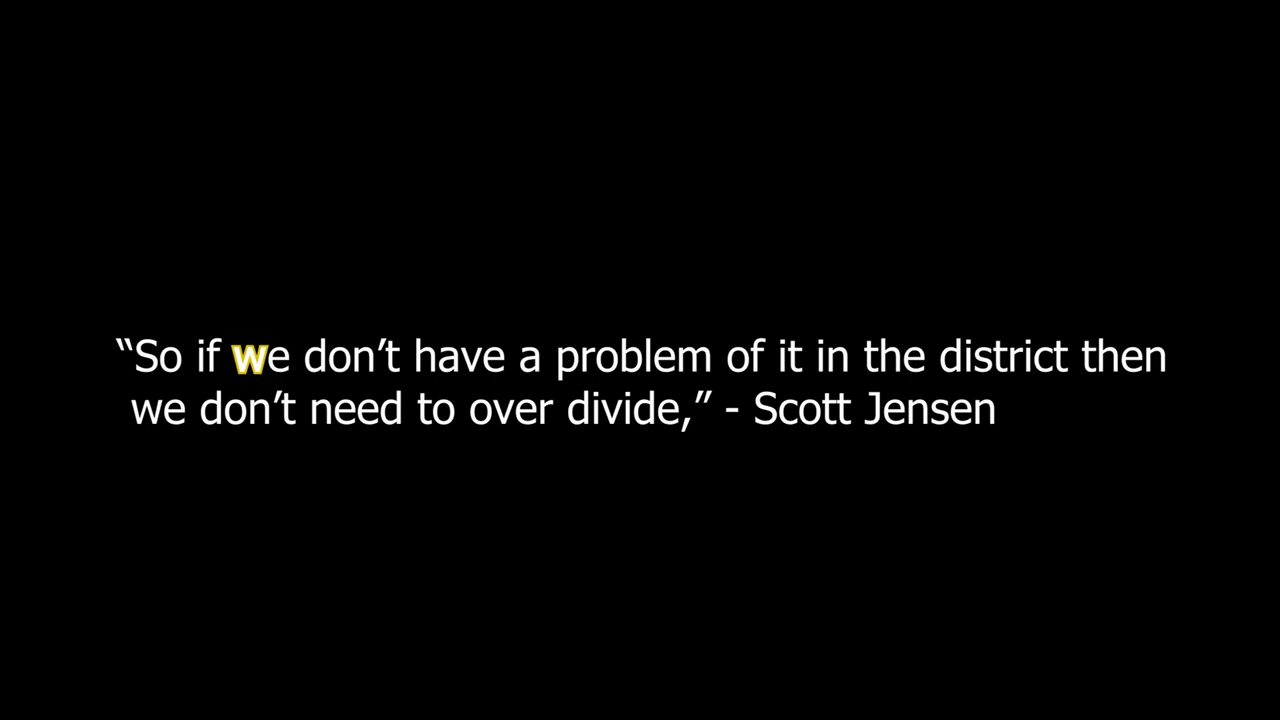 “So if we don’t have a problem of it in the district then
we don’t need to over divide,” - Scott Jensen